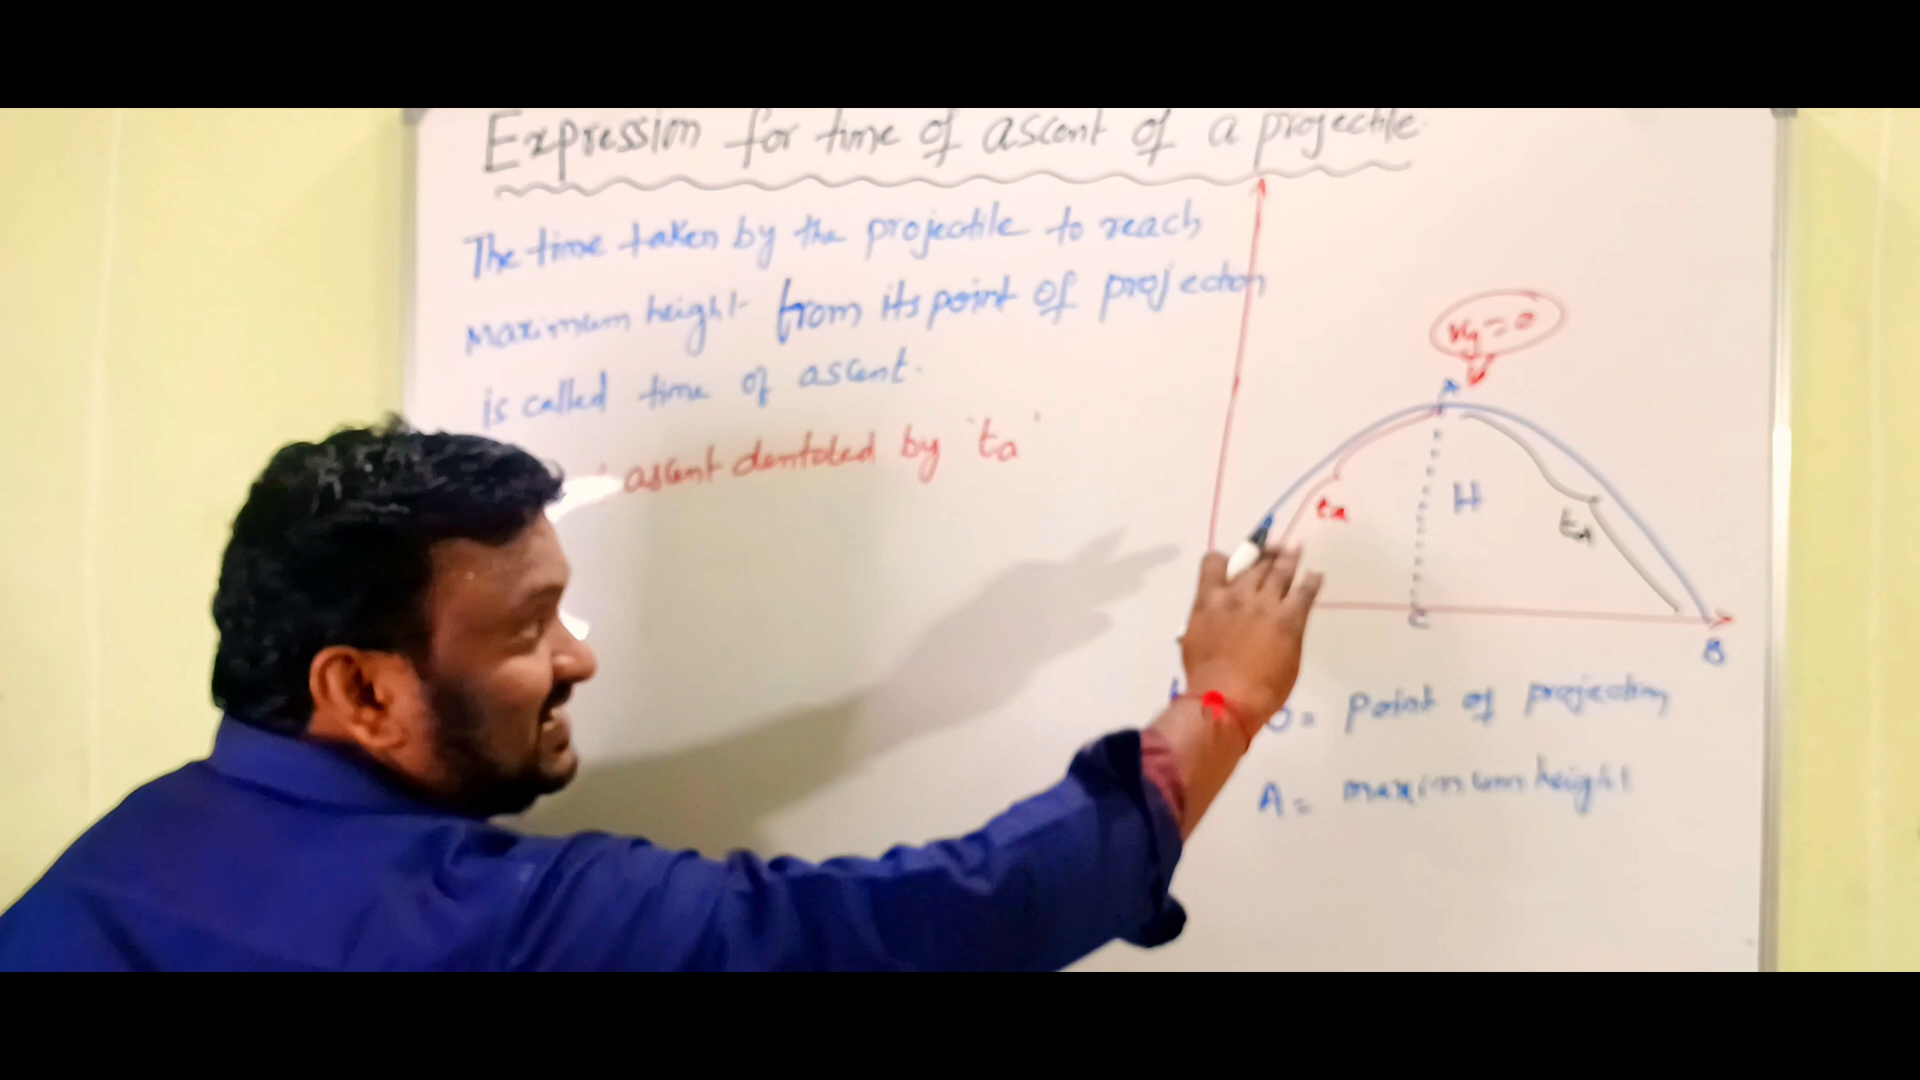 Expression for time of ascent of a projectile
The time taken by the projectile to reach
maximum height from its point of projection
is called time of ascent.
ascent dentoted by 'ta'
Vy = 0
A
ta
H
C
B
O = point of projection
A = maximum height